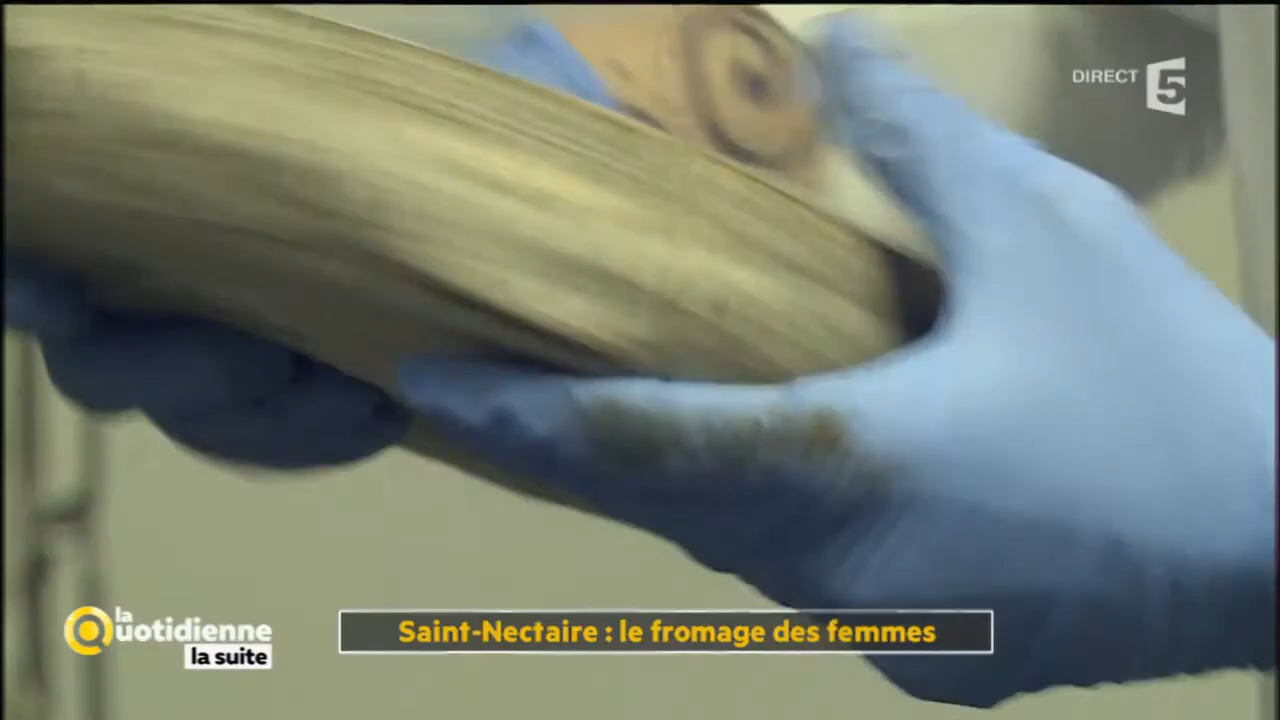 DIRECT 5
la
Quotidienne
la suite
Saint-Nectaire : le fromage des femmes